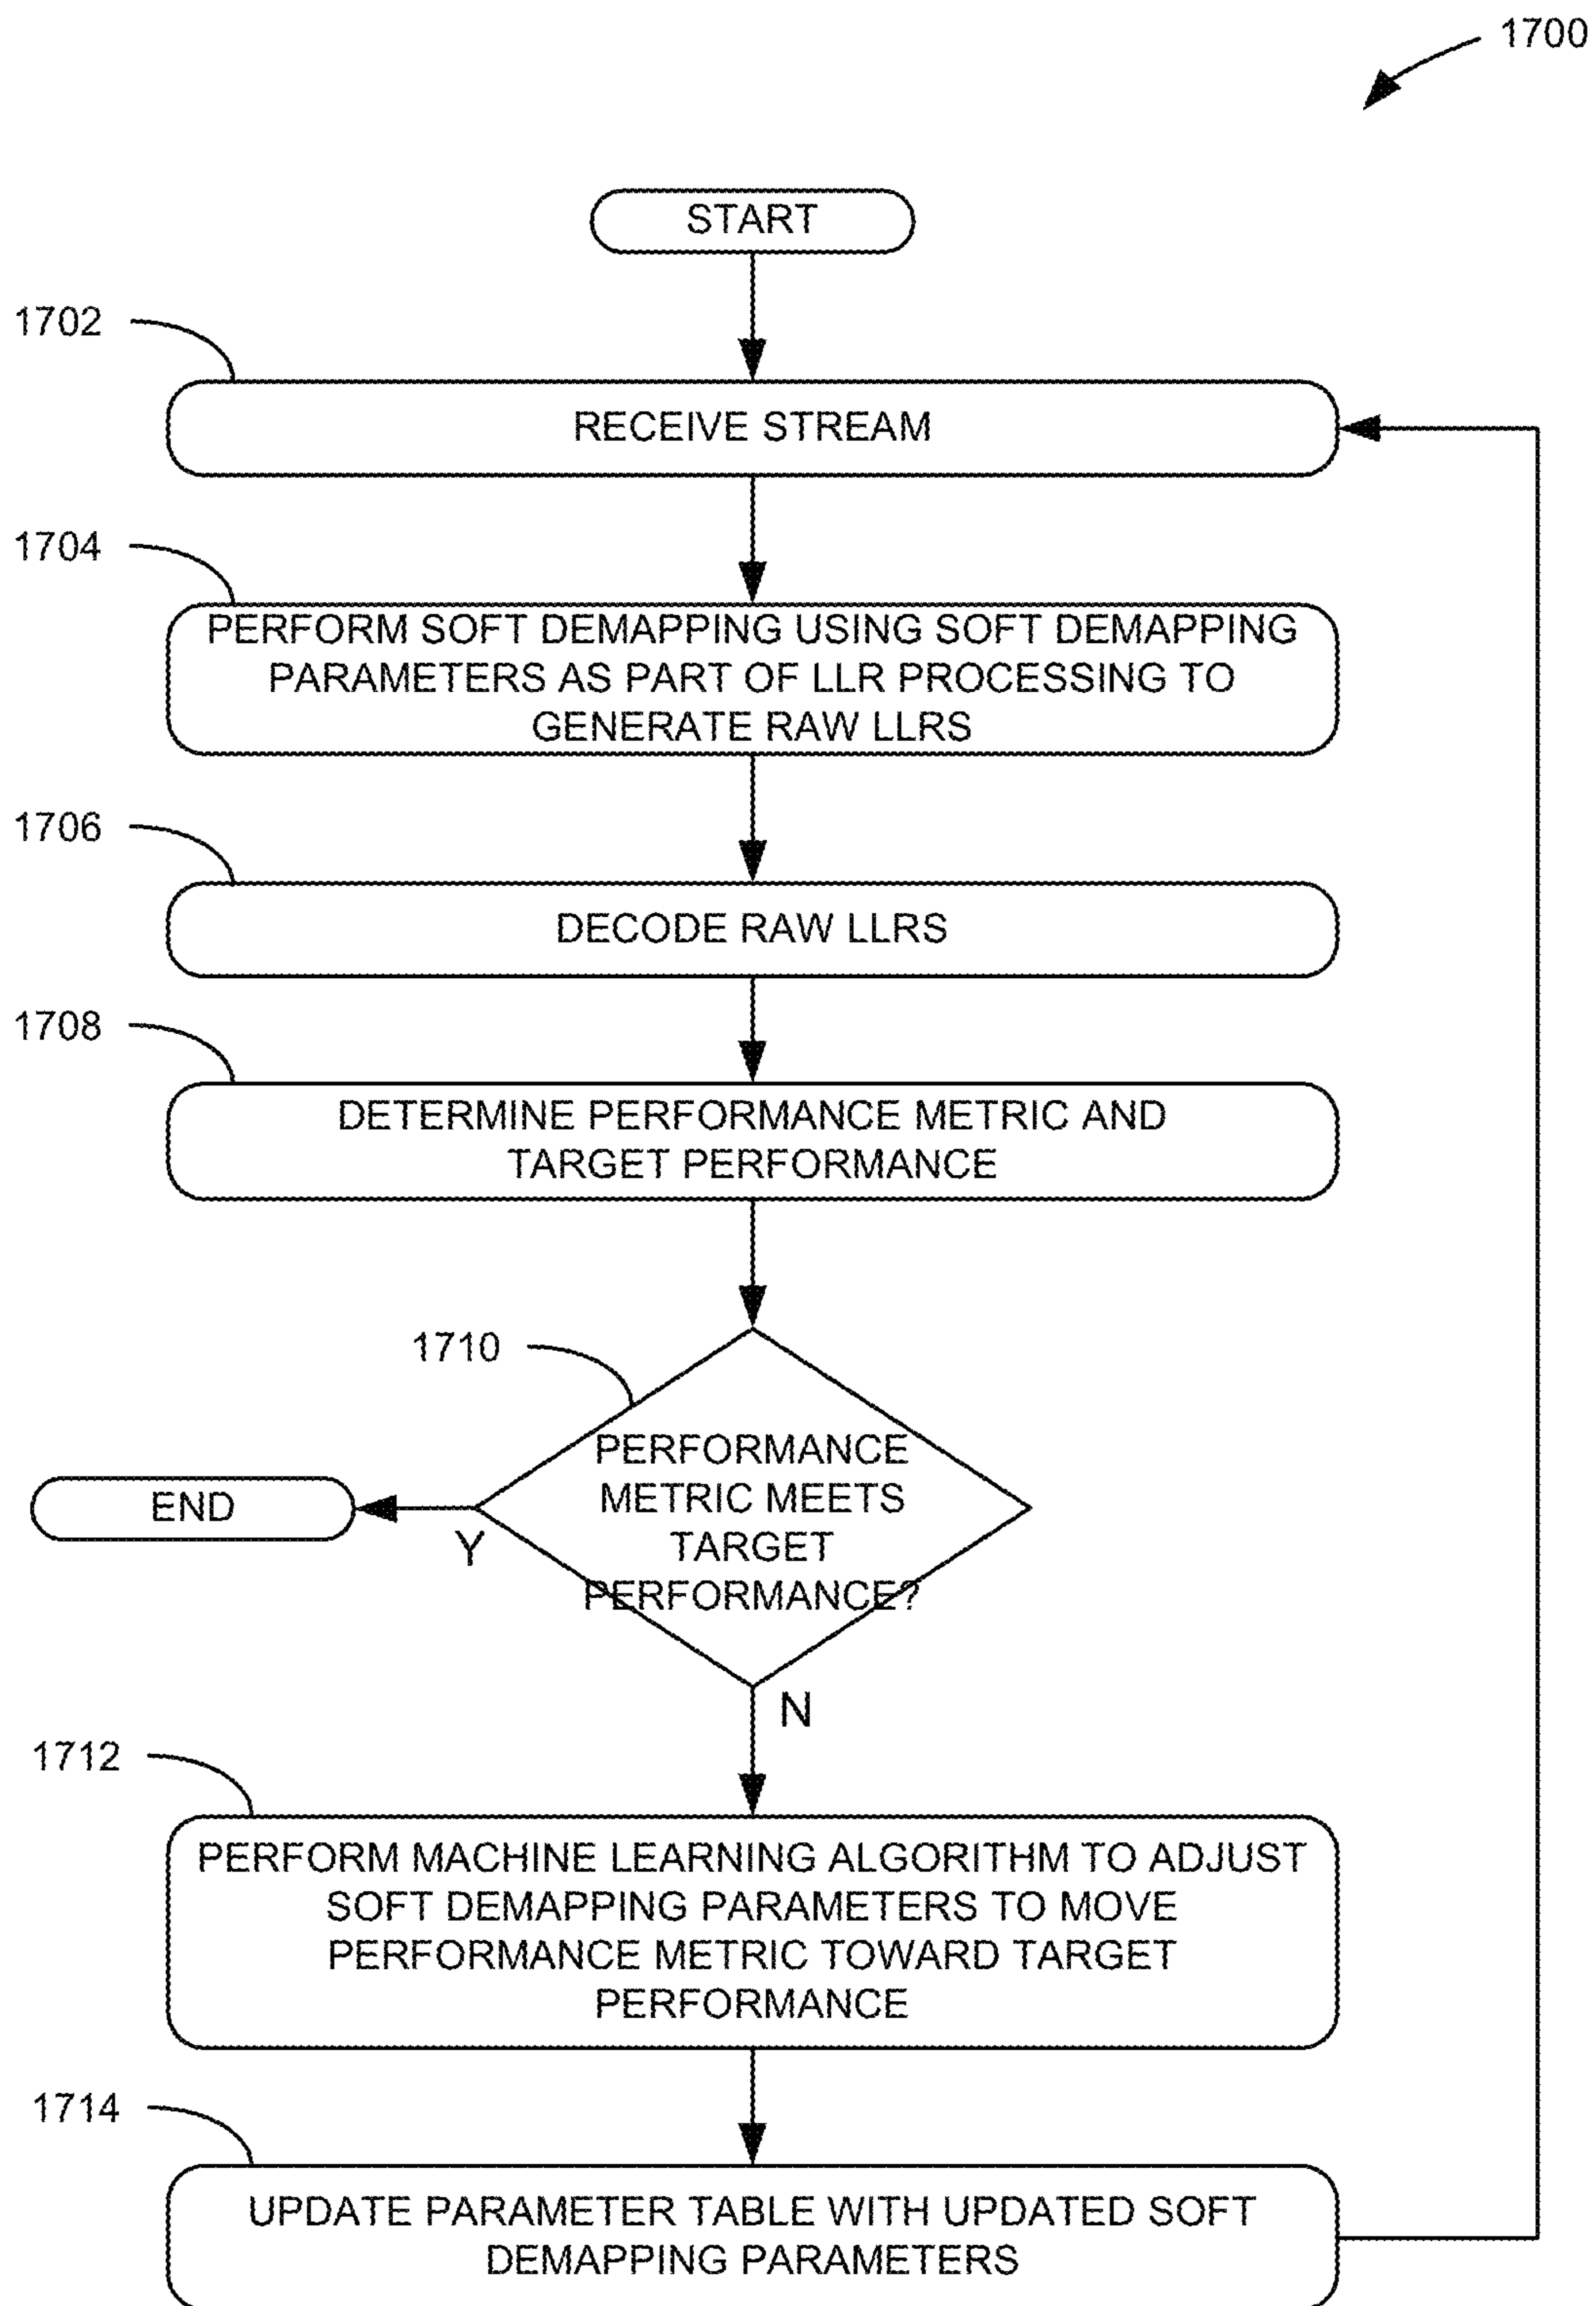 1700
START
1702
RECEIVE STREAM
1704
PERFORM SOFT DEMAPPING USING SOFT DEMAPPING
PARAMETERS AS PART OF LLR PROCESSING TO
GENERATE RAW LLRS
1706
DECODE RAW LLRS
1708
DETERMINE PERFORMANCE METRIC AND
TARGET PERFORMANCE
1710
PERFORMANCE
METRIC MEETS
TARGET
PERFORMANCE?
END
Y
N
1712
PERFORM MACHINE LEARNING ALGORITHM TO ADJUST
SOFT DEMAPPING PARAMETERS TO MOVE
PERFORMANCE METRIC TOWARD TARGET
PERFORMANCE
1714
UPDATE PARAMETER TABLE WITH UPDATED SOFT
DEMAPPING PARAMETERS